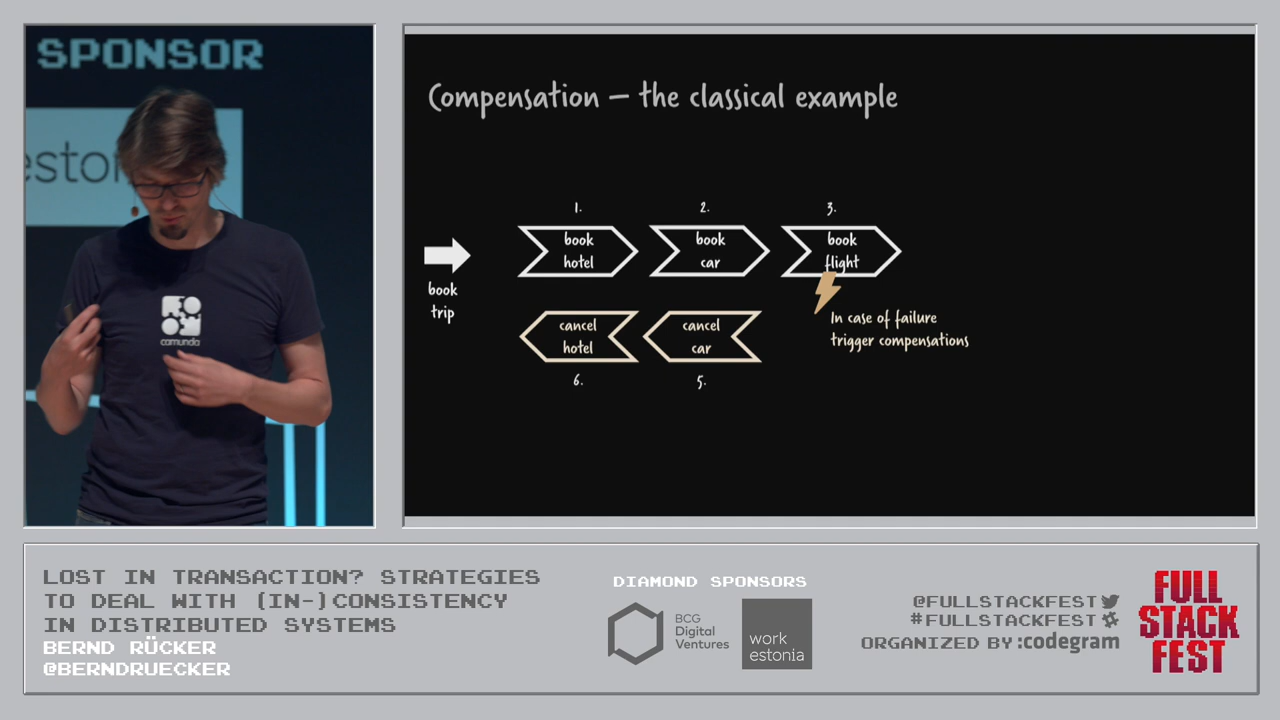 SPONSOR
Compensation – the classical example
1.
2.
3.
book
hotel
book
car
book
flight
book
trip
In case of failure
trigger compensations
cancel
hotel
cancel
car
6.
5.
camunda
LOST IN TRANSACTION? STRATEGIES
TO DEAL WITH (IN-)CONSISTENCY
IN DISTRIBUTED SYSTEMS
BERND RÜCKER
@BERNDRUECKER
DIAMOND SPONSORS
BCG
Digital
Ventures
work
estonia
@FULLSTACKFEST
#FULLSTACKFEST
ORGANIZED BY :codegram
FULL
STACK
FEST